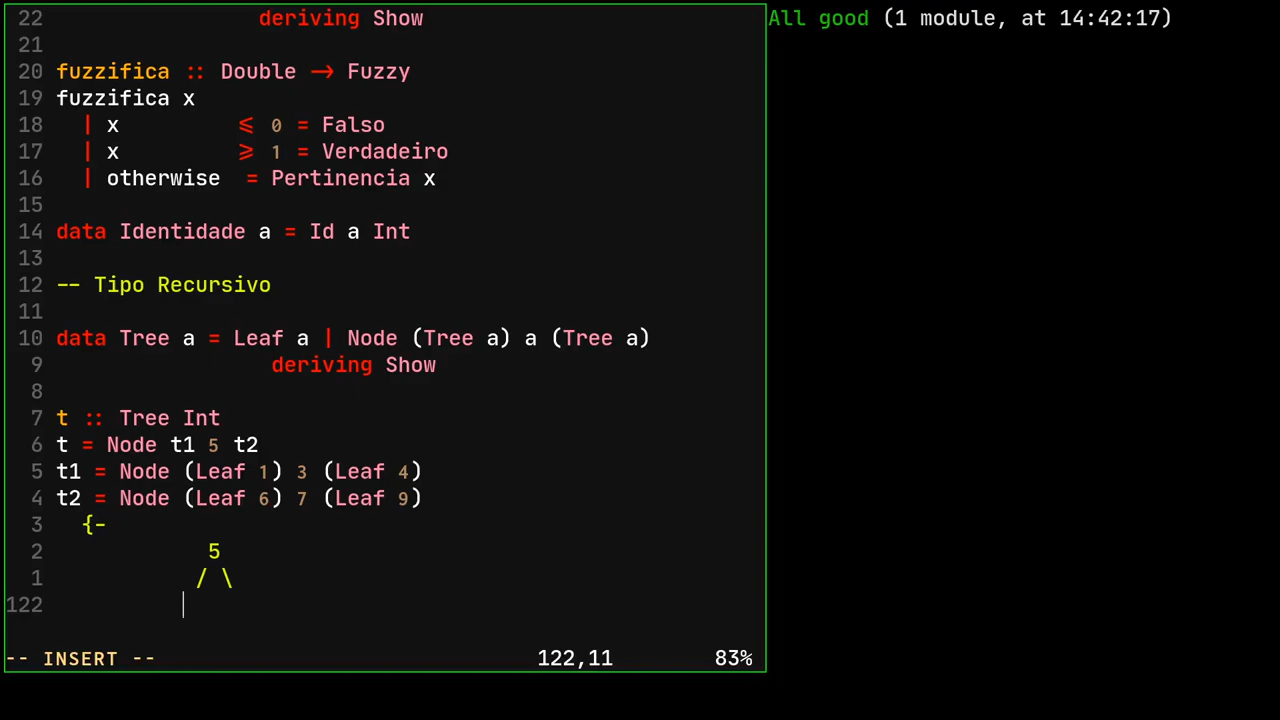 22                  deriving Show
21
20 fuzzifica :: Double → Fuzzy
19 fuzzifica x
18   | x          ⩽ 0 = Falso
17   | x          ⩾ 1 = Verdadeiro
16   | otherwise  = Pertinencia x
15
14 data Identidade a = Id a Int
13
12 -- Tipo Recursivo
11
10 data Tree a = Leaf a | Node (Tree a) a (Tree a)
9                  deriving Show
8
7 t :: Tree Int
6 t = Node t1 5 t2
5 t1 = Node (Leaf 1) 3 (Leaf 4)
4 t2 = Node (Leaf 6) 7 (Leaf 9)
3   {-
2             5
1            / \
122
-- INSERT --          122,11          83%
All good (1 module, at 14:42:17)